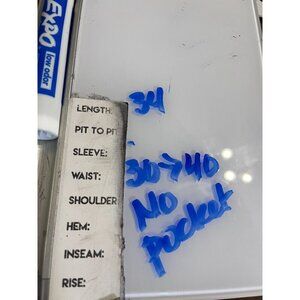 EXPO
low odor
LENGTH: 34
PIT TO PIT
SLEEVE:
WAIST: 30>40
SHOULDER NO
HEM: pocket
INSEAM:
RISE: